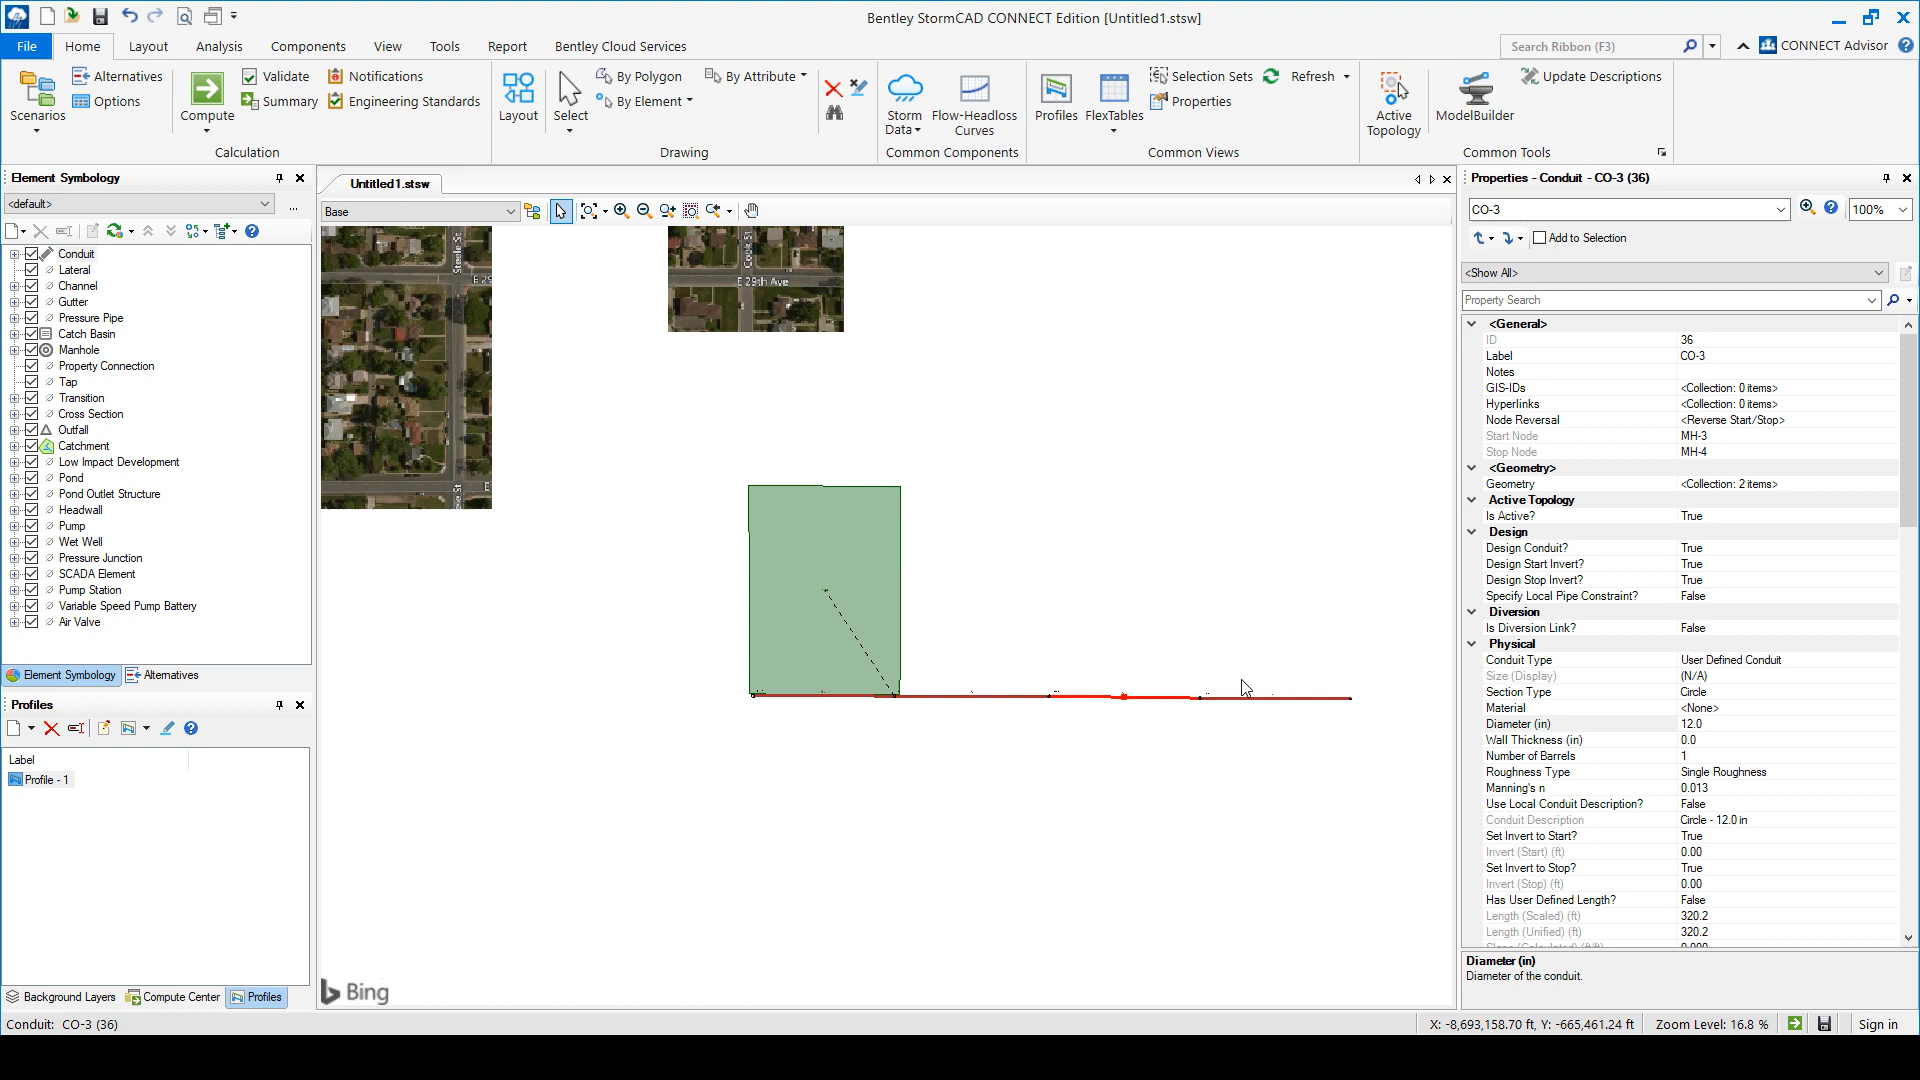 Bentley StormCAD CONNECT Edition [Untitled1.stsw]
File Home Layout Analysis Components View Tools Report Bentley Cloud Services
Search Ribbon (F3)
CONNECT Advisor
Scenarios
Alternatives
Options
Compute
Validate
Summary
Notifications
Engineering Standards
Calculation
Layout
Select
By Polygon
By Element
By Attribute
Drawing
Storm Data
Flow-Headloss Curves
Common Components
Profiles
FlexTables
Selection Sets
Properties
Refresh
Common Views
Active Topology
ModelBuilder
Update Descriptions
Common Tools
Element Symbology
<default>
...
Conduit
Lateral
Channel
Gutter
Pressure Pipe
Catch Basin
Manhole
Property Connection
Tap
Transition
Cross Section
Outfall
Catchment
Low Impact Development
Pond
Pond Outlet Structure
Headwall
Pump
Wet Well
Pressure Junction
SCADA Element
Pump Station
Variable Speed Pump Battery
Air Valve
Element Symbology Alternatives
Profiles
Label
Profile - 1
Background Layers Compute Center Profiles
Untitled1.stsw
Base
Steele St
E 29
Steele St
E
Cook St
E 29th Ave
Bing
Properties - Conduit - CO-3 (36)
CO-3
100%
Add to Selection
<Show All>
Property Search
<General>
ID 36
Label CO-3
Notes
GIS-IDs <Collection: 0 items>
Hyperlinks <Collection: 0 items>
Node Reversal <Reverse Start/Stop>
Start Node MH-3
Stop Node MH-4
<Geometry>
Geometry <Collection: 2 items>
Active Topology
Is Active? True
Design
Design Conduit? True
Design Start Invert? True
Design Stop Invert? True
Specify Local Pipe Constraint? False
Diversion
Is Diversion Link? False
Physical
Conduit Type User Defined Conduit
Size (Display) (N/A)
Section Type Circle
Material <None>
Diameter (in) 12.0
Wall Thickness (in) 0.0
Number of Barrels 1
Roughness Type Single Roughness
Manning's n 0.013
Use Local Conduit Description? False
Conduit Description Circle - 12.0 in
Set Invert to Start? True
Invert (Start) (ft) 0.00
Set Invert to Stop? True
Invert (Stop) (ft) 0.00
Has User Defined Length? False
Length (Scaled) (ft) 320.2
Length (Unified) (ft) 320.2
Slope (Calculated) (ft/ft) 0.000
Diameter (in)
Diameter of the conduit.
Conduit: CO-3 (36)
X: -8,693,158.70 ft, Y: -665,461.24 ft
Zoom Level: 16.8 %
Sign in